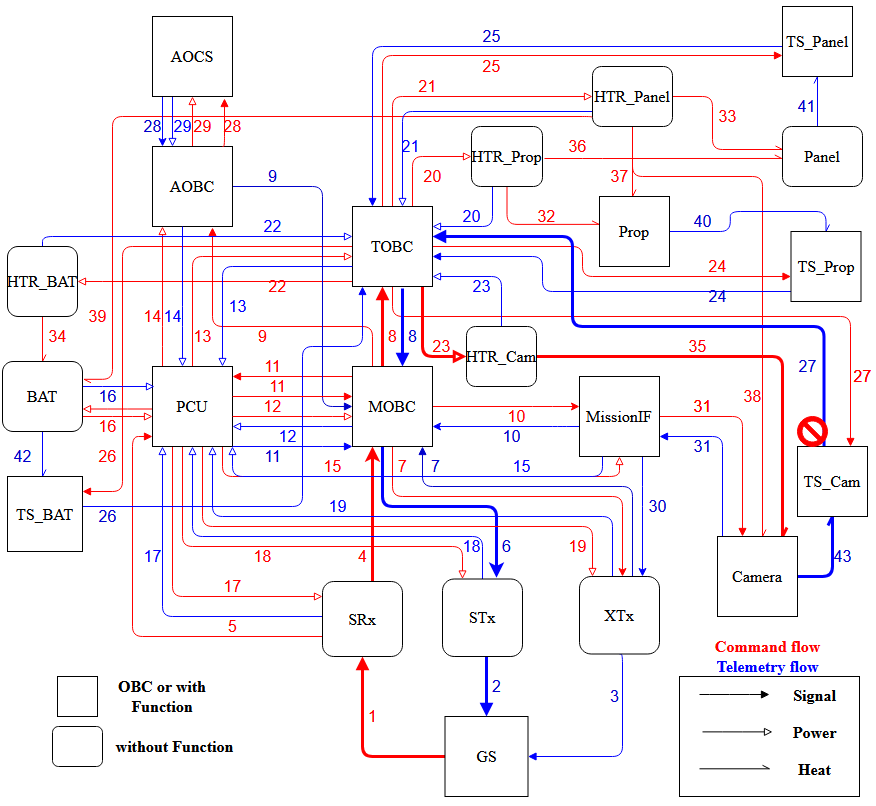 25
TS_Panel
AOCS
25
21
HTR_Panel
41
33
28
29
29
28
21
36
HTR_Prop
Panel
20
37
AOBC
9
20
32
40
22
TOBC
Prop
TS_Prop
24
24
HTR_BAT
22
23
39
14
14
13
13
9
8
8
34
23
HTR_Cam
35
27
27
11
11
38
BAT
16
PCU
12
MOBC
10
MissionIF
31
16
12
10
31
42
26
11
15
7
7
15
TS_Cam
TS_BAT
26
19
30
17
18
4
18
6
19
43
Camera
17
5
SRx
STx
XTx
Command flow
Telemetry flow
OBC or with
Function
2
3
Signal
1
without Function
Power
GS
Heat